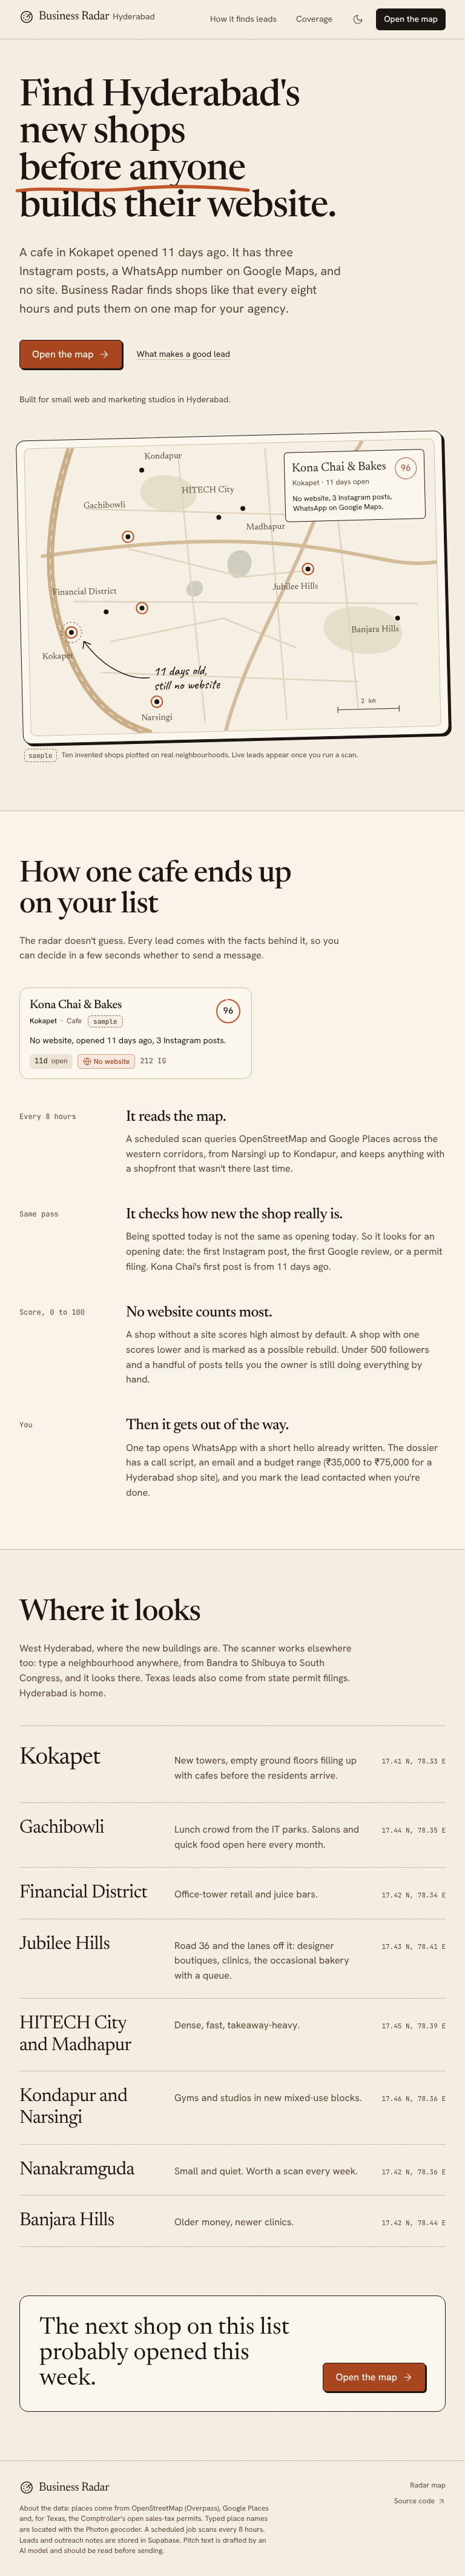 Business Radar Hyderabad
How it finds leads
Coverage
Open the map
Find Hyderabad's
new shops
before anyone
builds their website.
A cafe in Kokapet opened 11 days ago. It has three
Instagram posts, a WhatsApp number on Google Maps, and
no site. Business Radar finds shops like that every eight
hours and puts them on one map for your agency.
Open the map →
What makes a good lead
Built for small web and marketing studios in Hyderabad.
Kondapur
HITECH City
Gachibowli
Madhapur
Kona Chai & Bakes
96
Kokapet · 11 days open
No website, 3 Instagram posts,
WhatsApp on Google Maps.
Financial District
Jubilee Hills
Banjara Hills
Kokapet
11 days old,
still no website
2 km
Narsingi
sample Ten invented shops plotted on real neighbourhoods. Live leads appear once you run a scan.
How one cafe ends up
on your list
The radar doesn't guess. Every lead comes with the facts behind it, so you
can decide in a few seconds whether to send a message.
Kona Chai & Bakes
96
Kokapet · Cafe sample
No website, opened 11 days ago, 3 Instagram posts.
11d open
No website
212 IG
Every 8 hours
It reads the map.
A scheduled scan queries OpenStreetMap and Google Places across the
western corridors, from Narsingi up to Kondapur, and keeps anything with
a shopfront that wasn't there last time.
Same pass
It checks how new the shop really is.
Being spotted today is not the same as opening today. So it looks for an
opening date: the first Instagram post, the first Google review, or a permit
filing. Kona Chai's first post is from 11 days ago.
Score, 0 to 100
No website counts most.
A shop without a site scores high almost by default. A shop with one
scores lower and is marked as a possible rebuild. Under 500 followers
and a handful of posts tells you the owner is still doing everything by
hand.
You
Then it gets out of the way.
One tap opens WhatsApp with a short hello already written. The dossier
has a call script, an email and a budget range (₹35,000 to ₹75,000 for a
Hyderabad shop site), and you mark the lead contacted when you're
done.
Where it looks
West Hyderabad, where the new buildings are. The scanner works elsewhere
too: type a neighbourhood anywhere, from Bandra to Shibuya to South
Congress, and it looks there. Texas leads also come from state permit filings.
Hyderabad is home.
Kokapet
New towers, empty ground floors filling up
with cafes before the residents arrive.
17.41 N, 78.33 E
Gachibowli
Lunch crowd from the IT parks. Salons and
quick food open here every month.
17.44 N, 78.35 E
Financial District
Office-tower retail and juice bars.
17.42 N, 78.34 E
Jubilee Hills
Road 36 and the lanes off it: designer
boutiques, clinics, the occasional bakery
with a queue.
17.43 N, 78.41 E
HITECH City
and Madhapur
Dense, fast, takeaway-heavy.
17.45 N, 78.39 E
Kondapur and
Narsingi
Gyms and studios in new mixed-use blocks.
17.46 N, 78.36 E
Nanakramguda
Small and quiet. Worth a scan every week.
17.42 N, 78.36 E
Banjara Hills
Older money, newer clinics.
17.42 N, 78.44 E
The next shop on this list
probably opened this
week.
Open the map →
Business Radar
About the data: places come from OpenStreetMap (Overpass), Google Places
and, for Texas, the Comptroller's open sales-tax permits. Typed place names
are located with the Photon geocoder. A scheduled job scans every 8 hours.
Leads and outreach notes are stored in Supabase. Pitch text is drafted by an
AI model and should be read before sending.
Radar map
Source code ↗